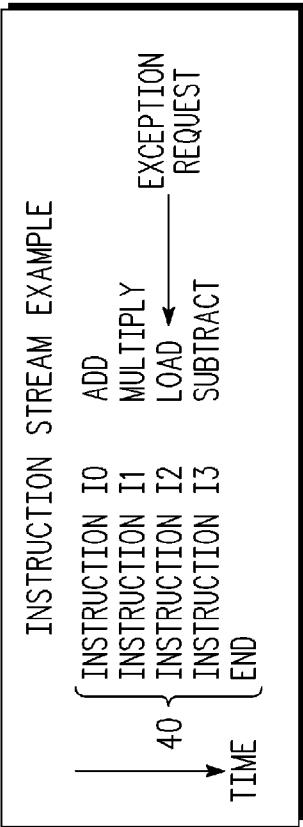 INSTRUCTION STREAM EXAMPLE
INSTRUCTION I0 ADD
INSTRUCTION I1 MULTIPLY
INSTRUCTION I2 LOAD EXCEPTION REQUEST
INSTRUCTION I3 SUBTRACT
END
40
TIME